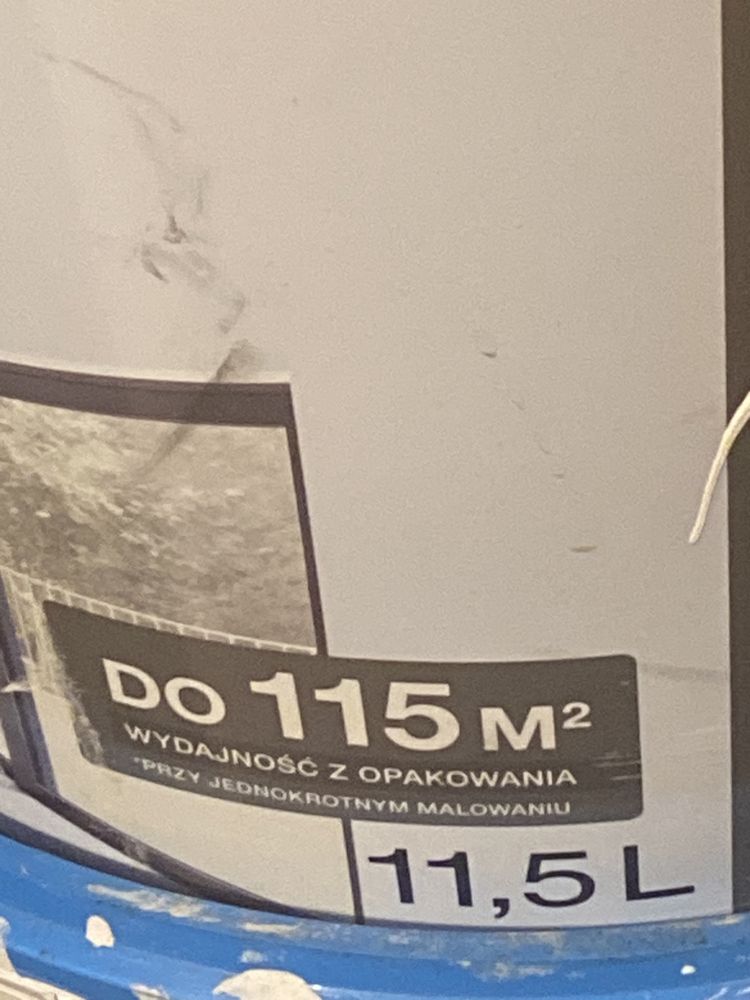 DO 115 M²
WYDAJNOŚĆ Z OPAKOWANIA
*PRZY JEDNOKROTNYM MALOWANIU
11,5 L